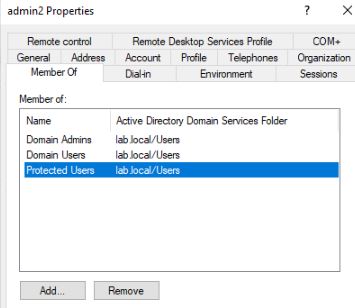 admin2 Properties ? ×
Remote control Remote Desktop Services Profile COM+
General Address Account Profile Telephones Organization
Member Of Dial-in Environment Sessions
Member of:
Name Active Directory Domain Services Folder
Domain Admins lab.local/Users
Domain Users lab.local/Users
Protected Users lab.local/Users
Add... Remove